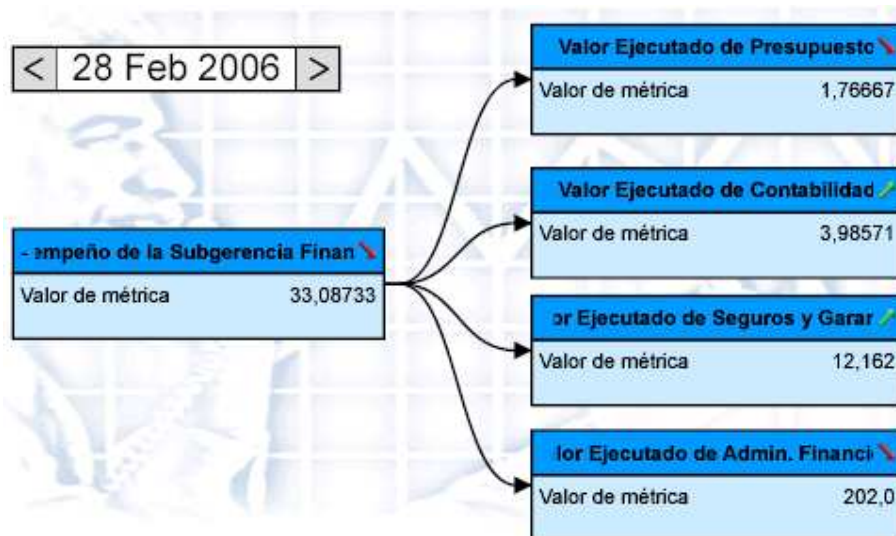 < 28 Feb 2006 >
Valor Ejecutado de Presupuesto
Valor de métrica 1,76667
Valor Ejecutado de Contabilidad
Valor de métrica 3,98571
- empeño de la Subgerencia Finan
Valor de métrica 33,08733
or Ejecutado de Seguros y Garar
Valor de métrica 12,162
lor Ejecutado de Admin. Financi
Valor de métrica 202,0